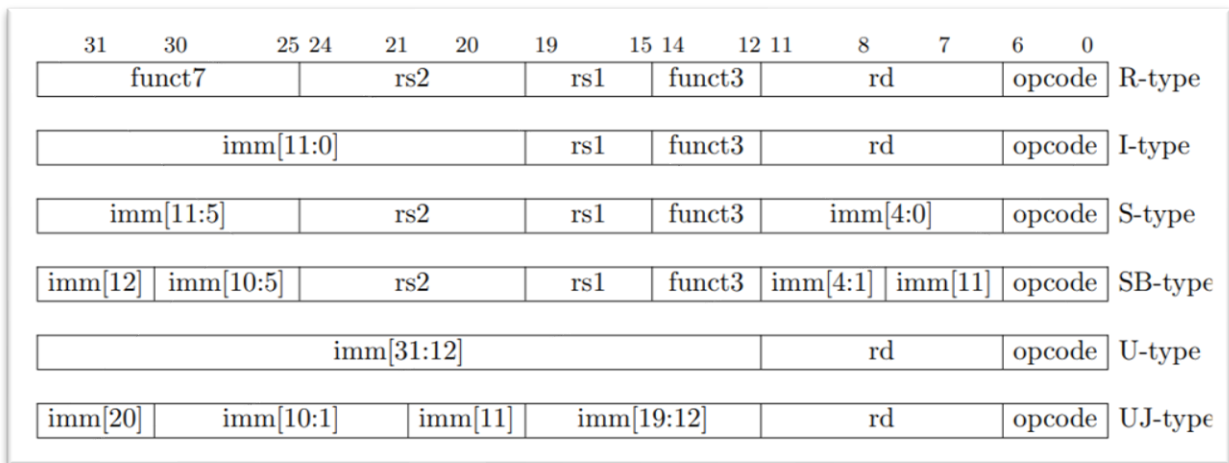 31 30 25 24 21 20 19 15 14 12 11 8 7 6 0
funct7 rs2 rs1 funct3 rd opcode R-type
imm[11:0] rs1 funct3 rd opcode I-type
imm[11:5] rs2 rs1 funct3 imm[4:0] opcode S-type
imm[12] imm[10:5] rs2 rs1 funct3 imm[4:1] imm[11] opcode SB-type
imm[31:12] rd opcode U-type
imm[20] imm[10:1] imm[11] imm[19:12] rd opcode UJ-type